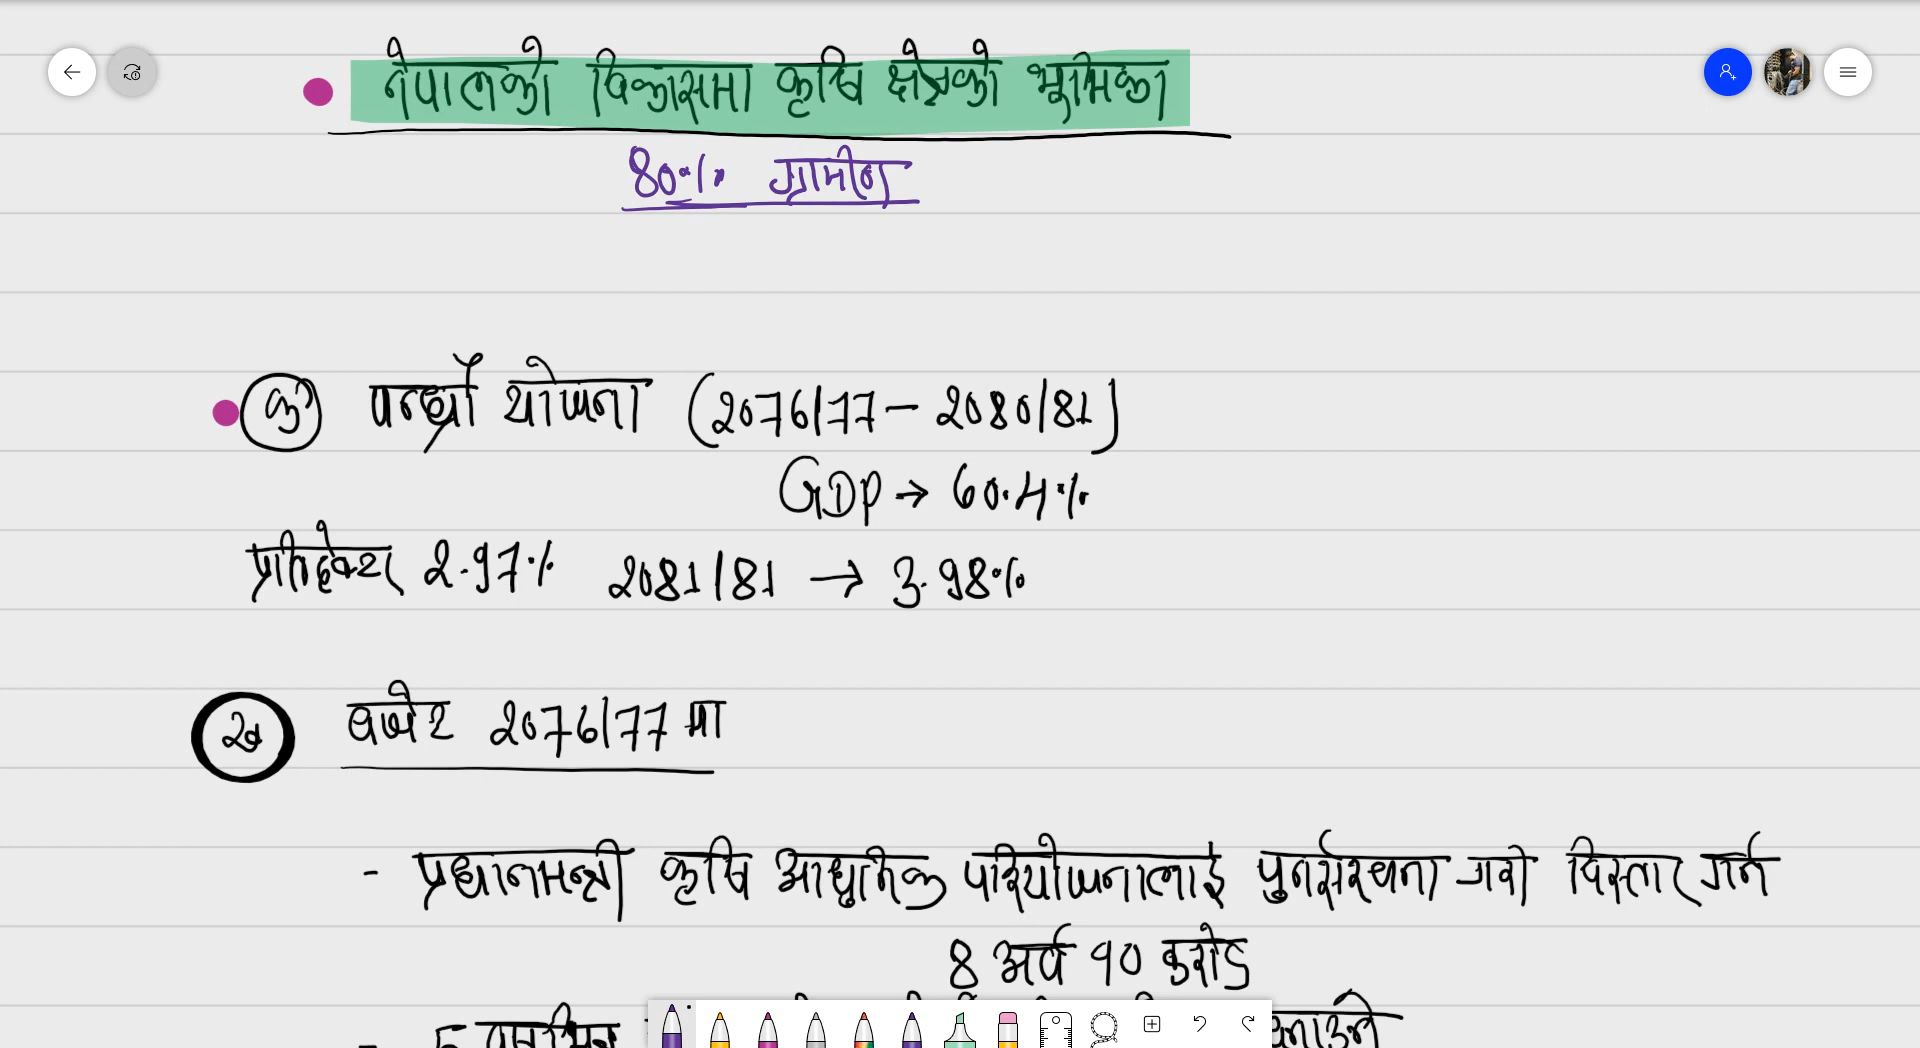 नेपालको विकासमा कृषि क्षेत्रको भूमिका
80% ग्रामीण
क) पन्ध्रौं योजना (2076/77 - 2080/81)
GDP → 60.4%
प्रतिहेक्टर 2.97% 2081/81 → 3.98%
ख बजेट 2076/77 मा
- प्रधानमन्त्री कृषि आधुनिक परियोजनालाई पुनर्संरचना गरी विस्तार गर्न
8 अर्व 10 करोड